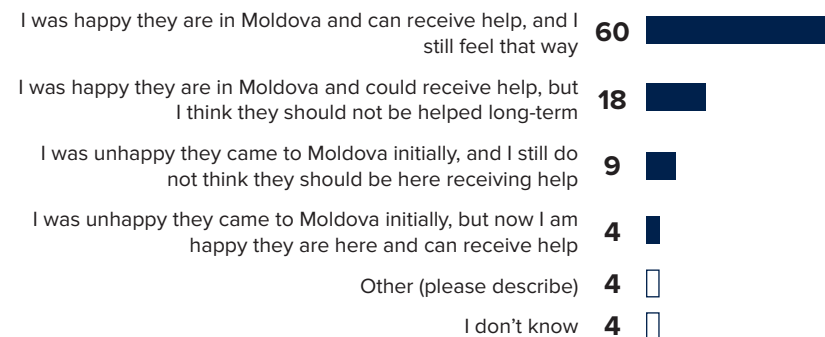 I was happy they are in Moldova and can receive help, and I
still feel that way
60
I was happy they are in Moldova and could receive help, but
I think they should not be helped long-term
18
I was unhappy they came to Moldova initially, and I still do
not think they should be here receiving help
9
I was unhappy they came to Moldova initially, but now I am
happy they are here and can receive help
4
Other (please describe)
4
I don’t know
4